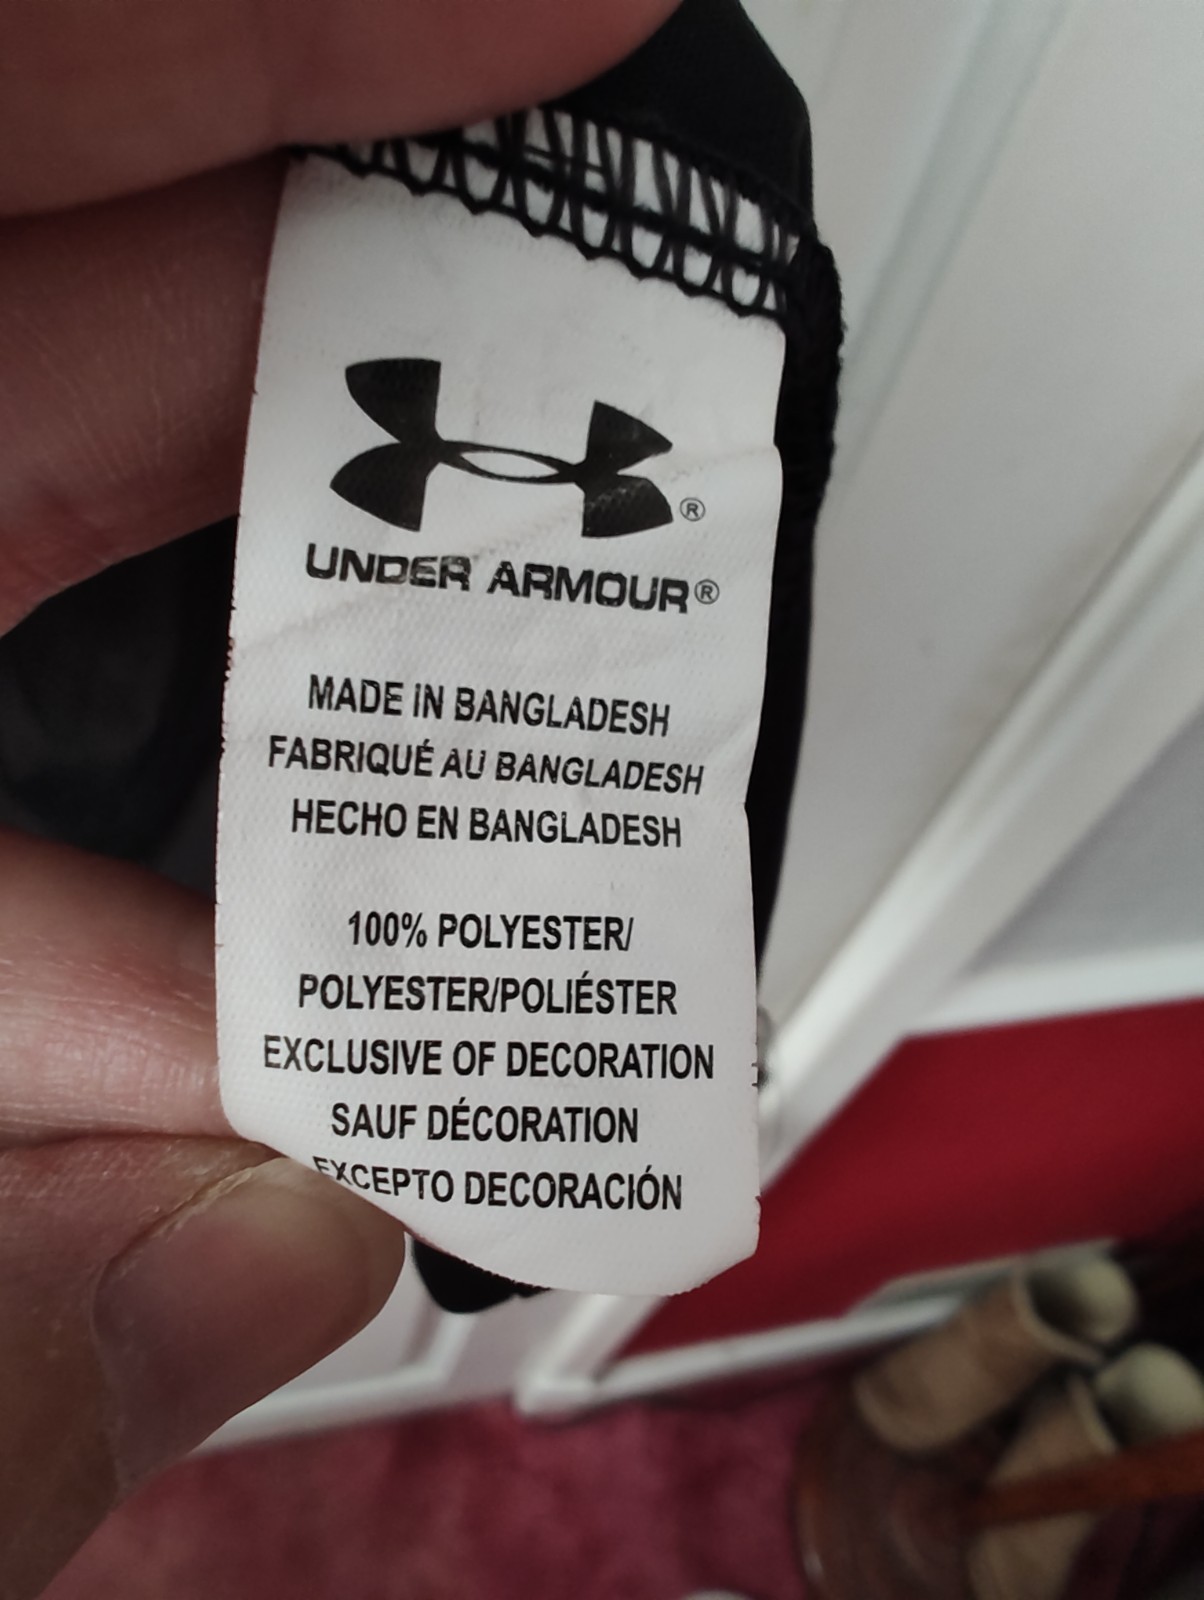 ®
UNDER ARMOUR®
MADE IN BANGLADESH
FABRIQUÉ AU BANGLADESH
HECHO EN BANGLADESH
100% POLYESTER/
POLYESTER/POLIÉSTER
EXCLUSIVE OF DECORATION
SAUF DÉCORATION
EXCEPTO DECORACIÓN